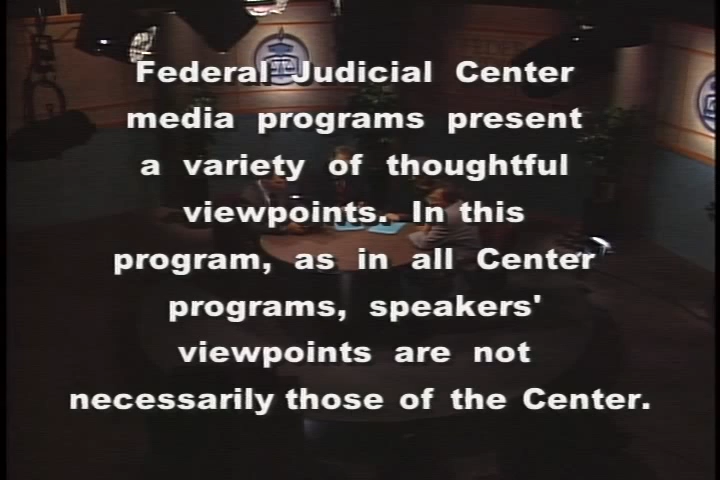 Federal Judicial Center
media programs present
a variety of thoughtful
viewpoints. In this
program, as in all Center
programs, speakers'
viewpoints are not
necessarily those of the Center.